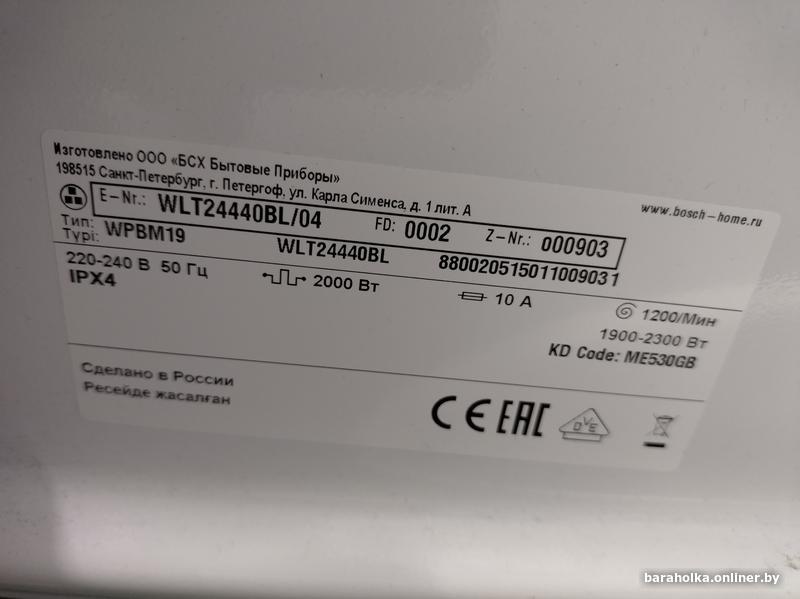 Изготовлено ООО «БСХ Бытовые Приборы»
198515 Санкт-Петербург, г. Петергоф, ул. Карла Сименса, д. 1 лит. А
www.bosch-home.ru
E-Nr.: WLT24440BL/04 FD: 0002 Z-Nr.: 000903
Тип:
Typi: WPBM19 WLT24440BL 880020515011009031
220-240 В 50 Гц 2000 Вт 10 А 1200/Мин
IPX4 1900-2300 Вт
KD Code: ME530GB
Сделано в России
Ресейде жасалған
CE EAC DVE
baraholka.onliner.by